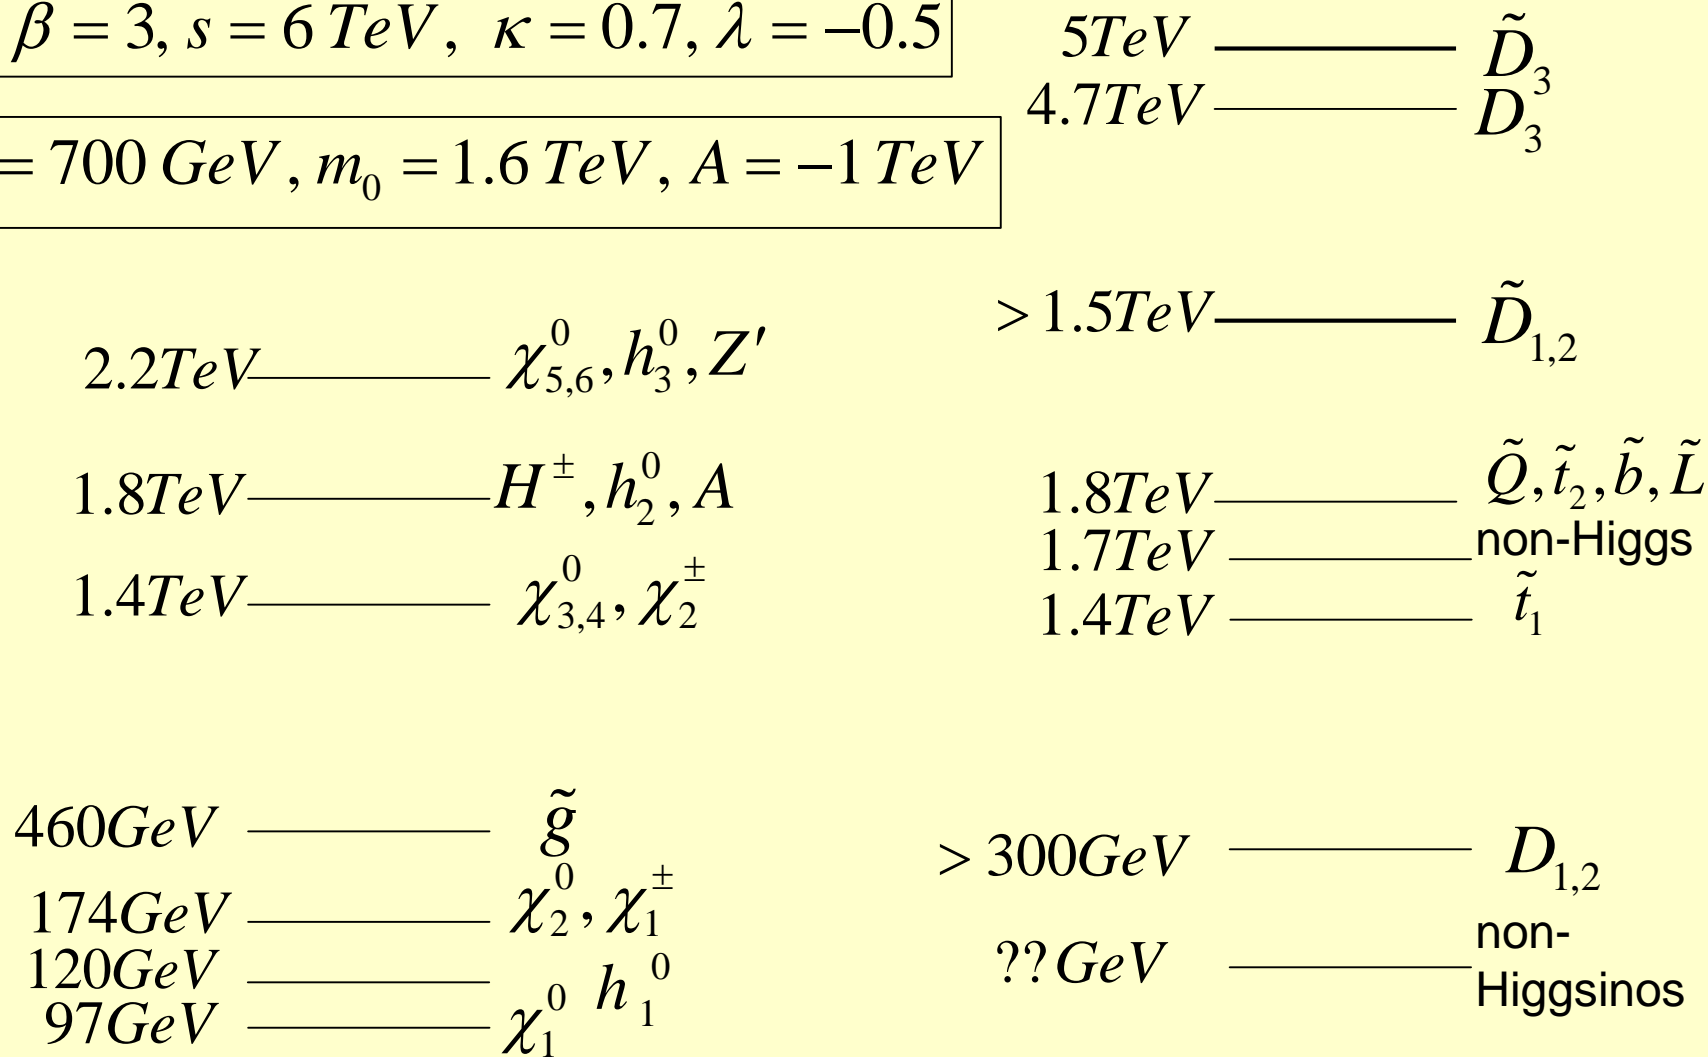 β = 3, s = 6 TeV, κ = 0.7, λ = −0.5
= 700 GeV, m₀ = 1.6 TeV, A = −1 TeV
2.2TeV χ⁰₅,₆, h⁰₃, Z′
1.8TeV H±, h⁰₂, A
1.4TeV χ⁰₃,₄, χ±₂
460GeV g̃
174GeV χ⁰₂, χ±₁
120GeV h₁⁰
97GeV χ⁰₁
5TeV D̃₃
4.7TeV D₃
> 1.5TeV D̃₁,₂
1.8TeV Q̃, t̃₂, b̃, L̃
1.7TeV non-Higgs
1.4TeV t̃₁
> 300GeV D₁,₂
?? GeV non-
Higgsinos